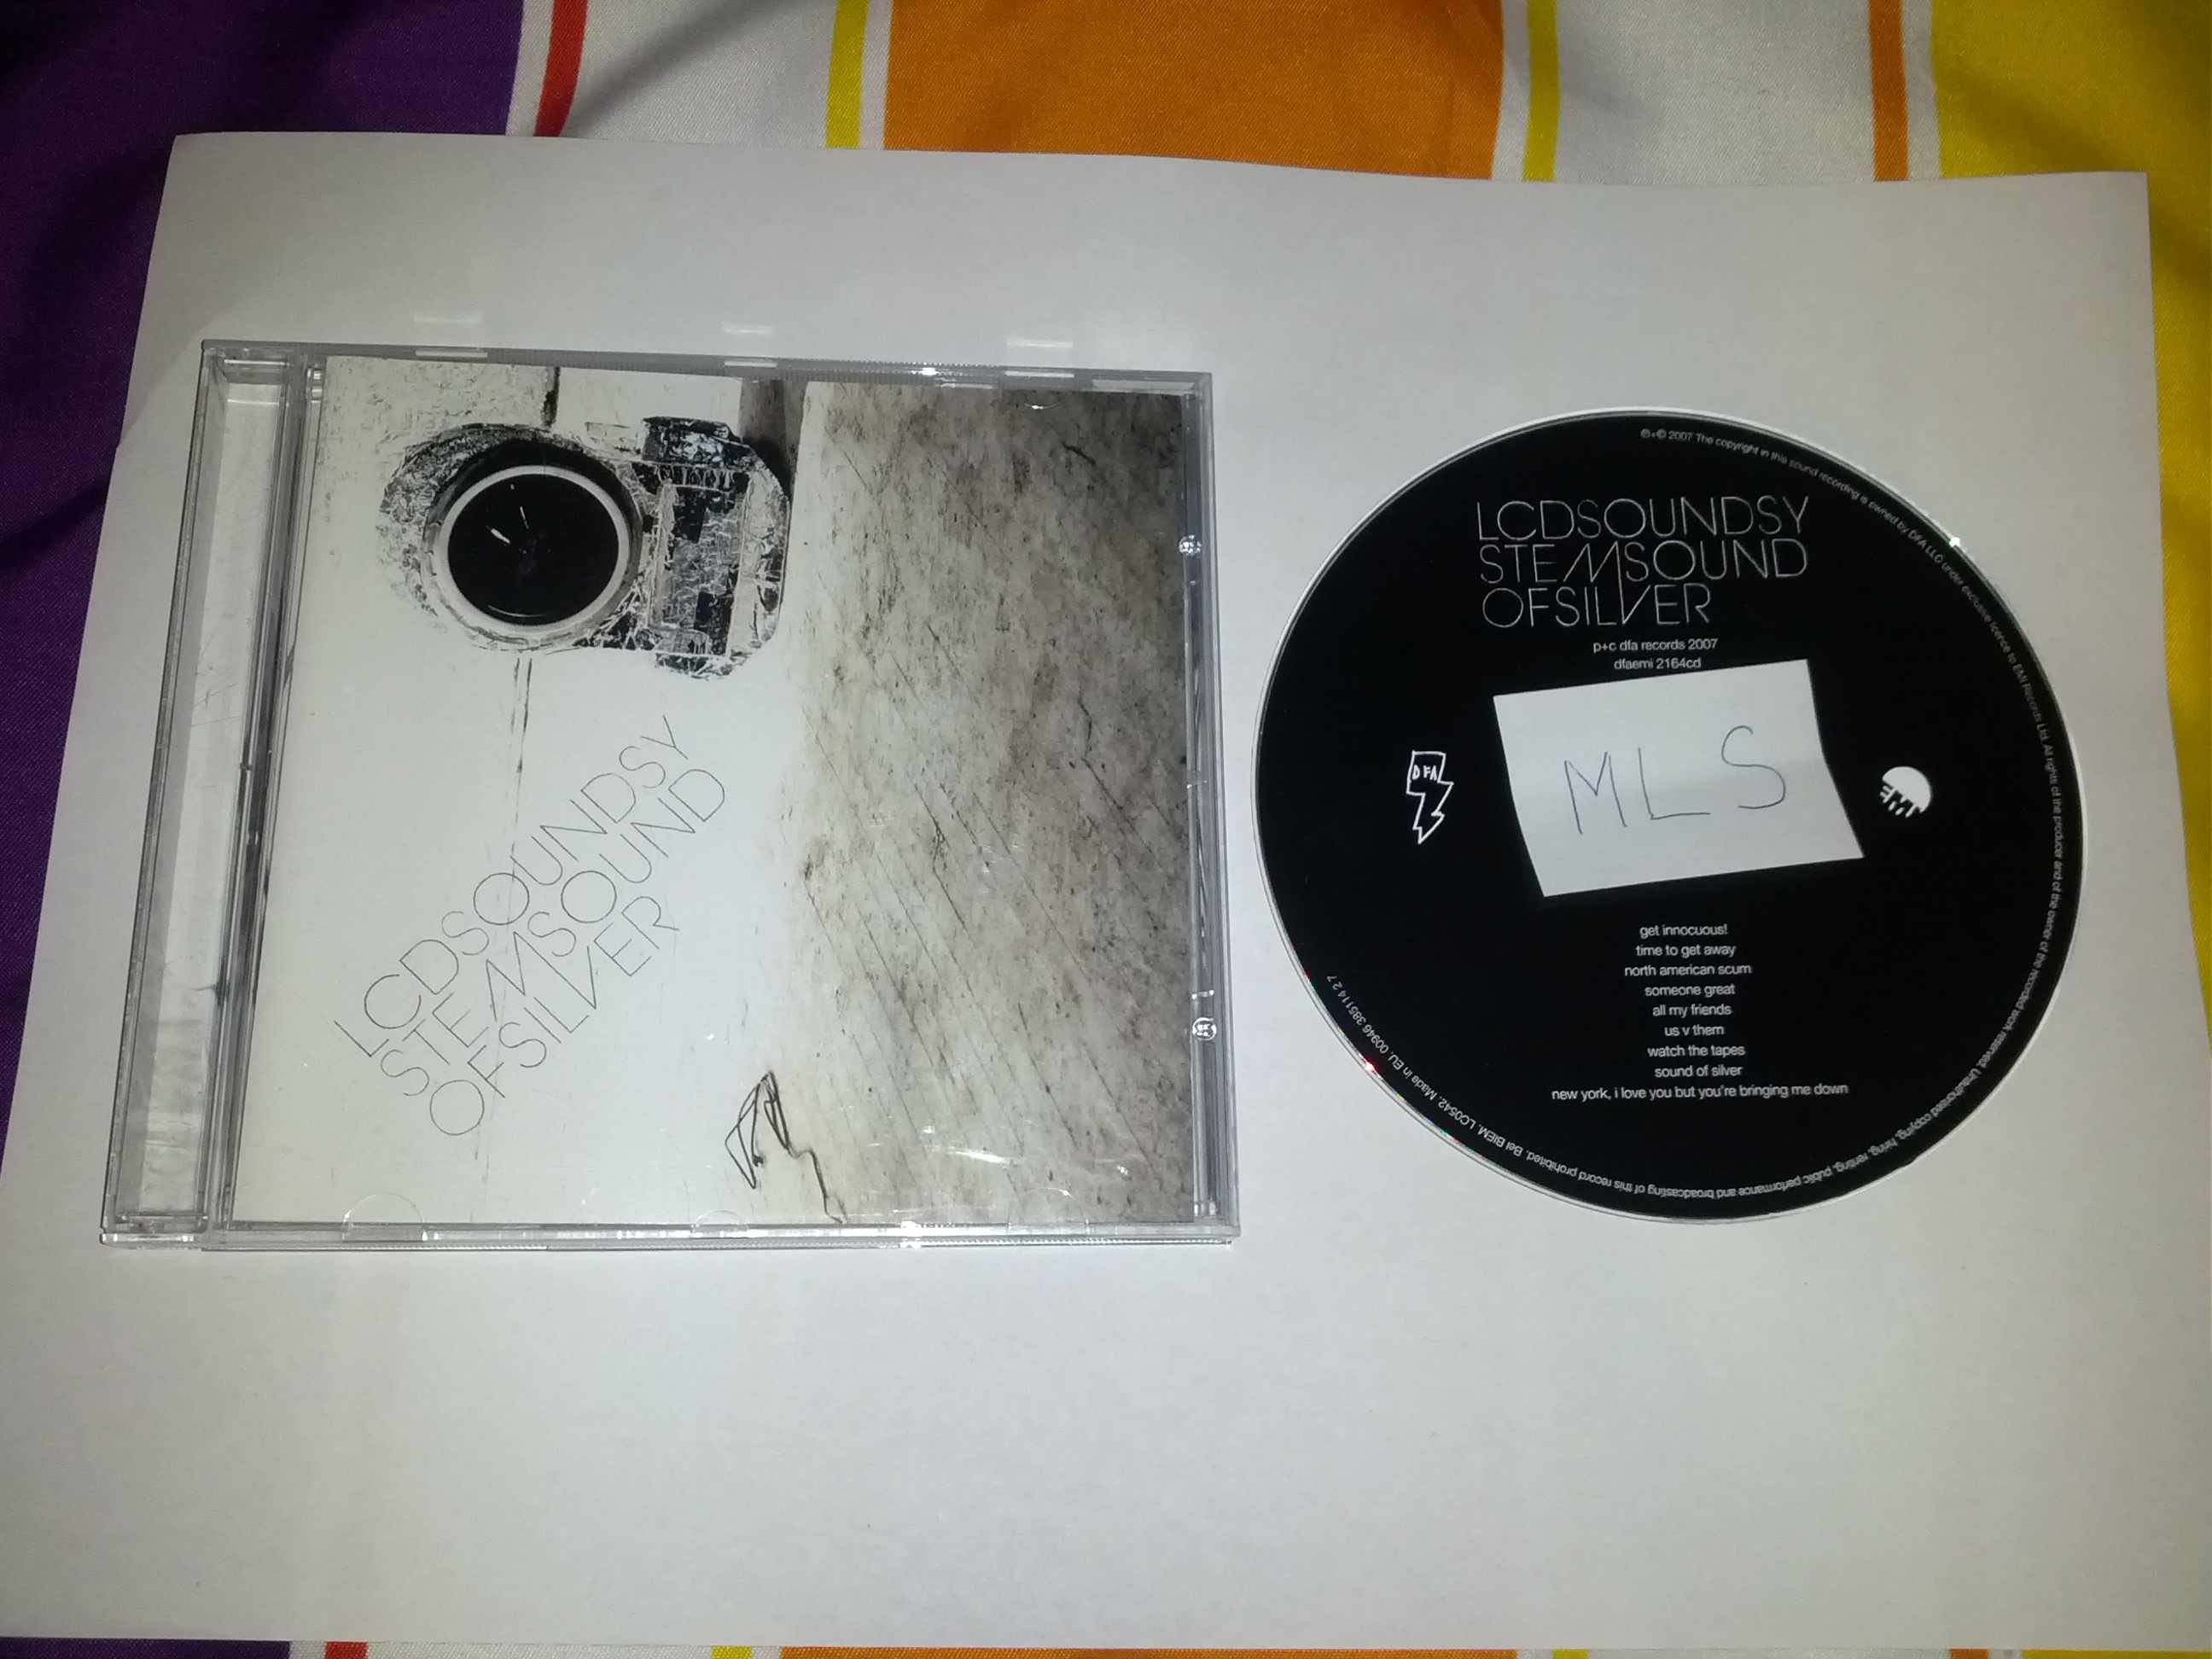 LCDSOUNDSY
STEMSOUND
OFSILVER
LCDSOUNDSY
STEMSOUND
OFSILVER
p+c dfa records 2007
dfaemi 2164cd
MLS
DFA
EMI
get innocuous!
time to get away
north american scum
someone great
all my friends
us v them
watch the tapes
sound of silver
new york, i love you but you're bringing me down
℗+© 2007 The copyright in this sound recording is owned by DFA LLC under exclusive licence to EMI Records Ltd. All rights of the producer and of the owner of the recorded work reserved. Unauthorised copying, hiring, renting, public performance and broadcasting of this record prohibited. Bel BIEM. LC0542. Made in EU. 00946 3851142 7